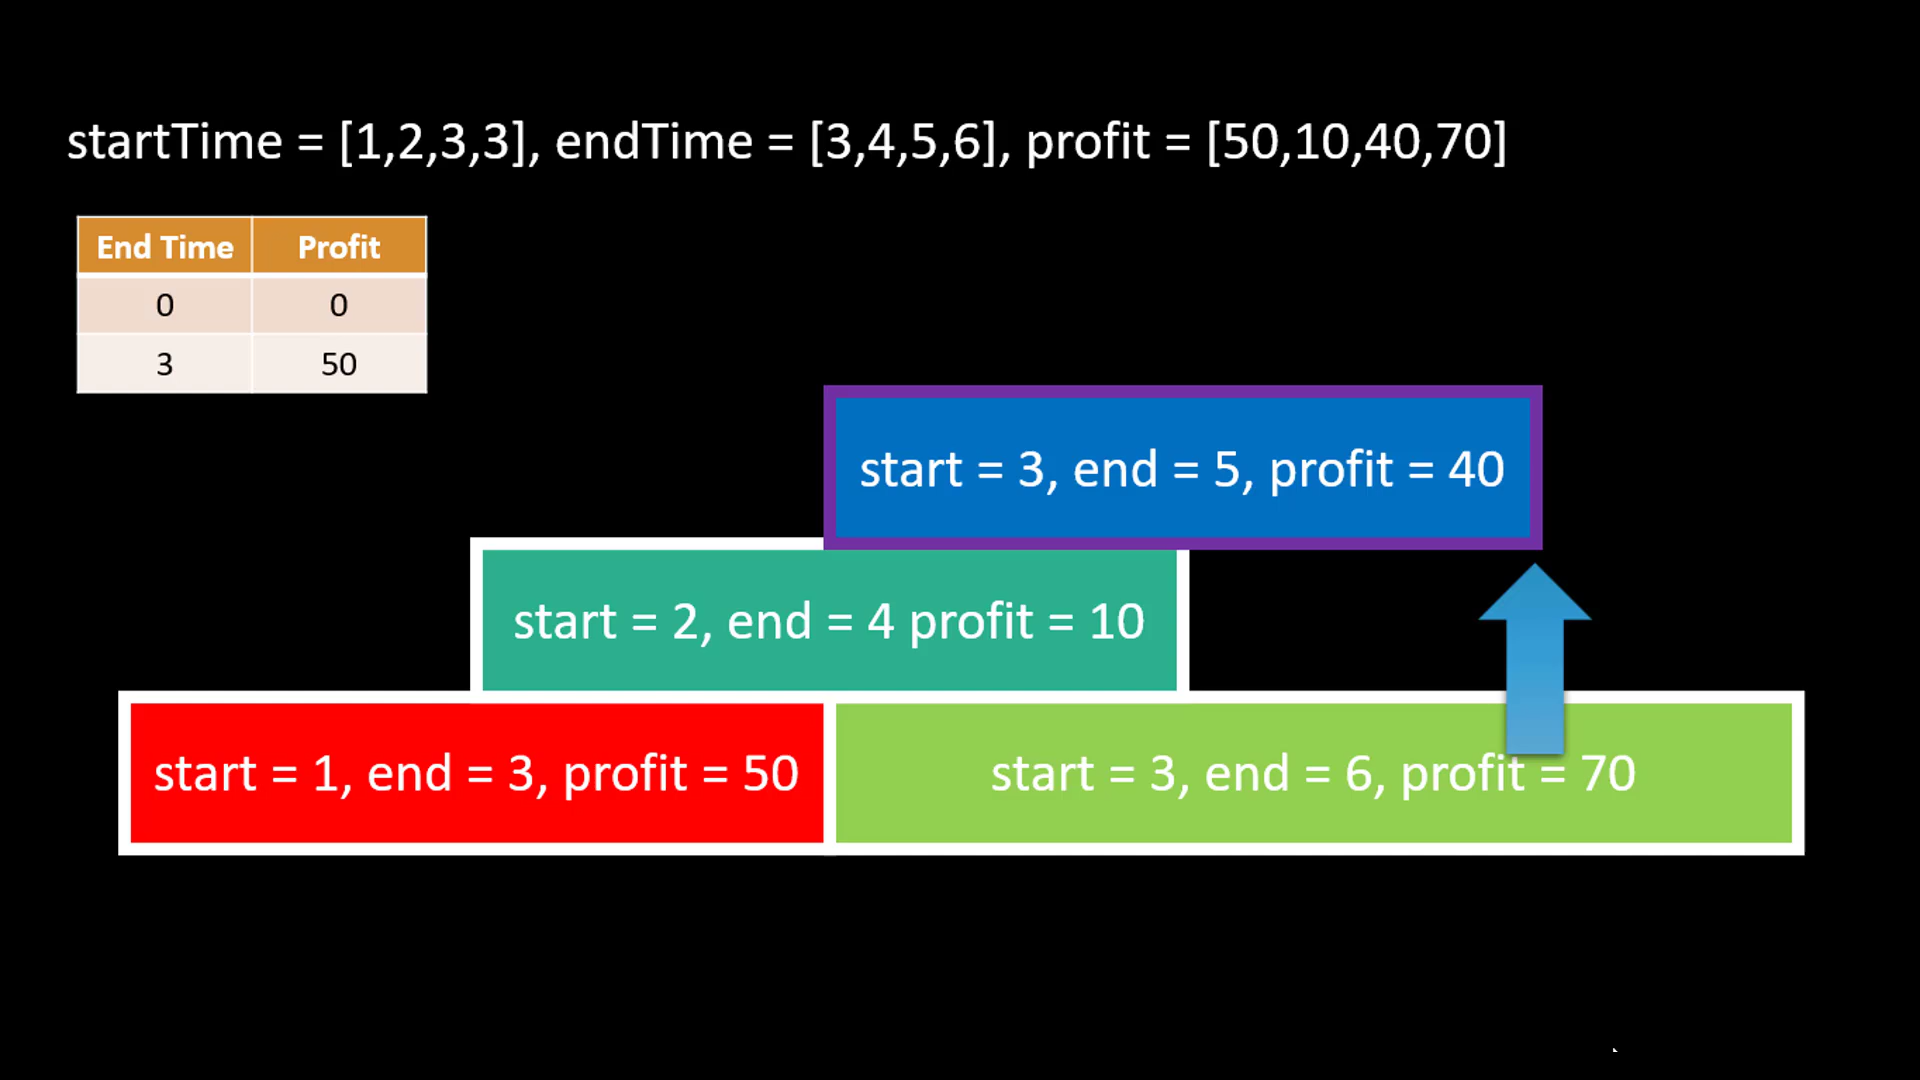 startTime = [1,2,3,3], endTime = [3,4,5,6], profit = [50,10,40,70]
End Time Profit
0 0
3 50
start = 3, end = 5, profit = 40
start = 2, end = 4 profit = 10
start = 1, end = 3, profit = 50
start = 3, end = 6, profit = 70